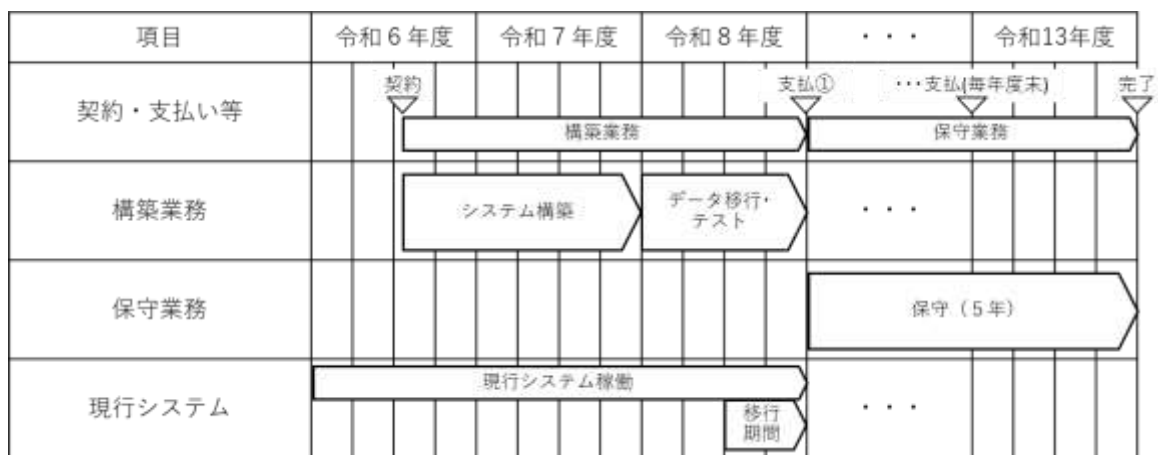 項目
令和6年度
令和7年度
令和8年度
・・・
令和13年度
契約・支払い等
契約
支払①
・・・支払(毎年度末)
完了
構築業務
保守業務
構築業務
システム構築
データ移行・
テスト
・・・
保守業務
保守（5年）
現行システム
現行システム稼働
移行
期間
・・・